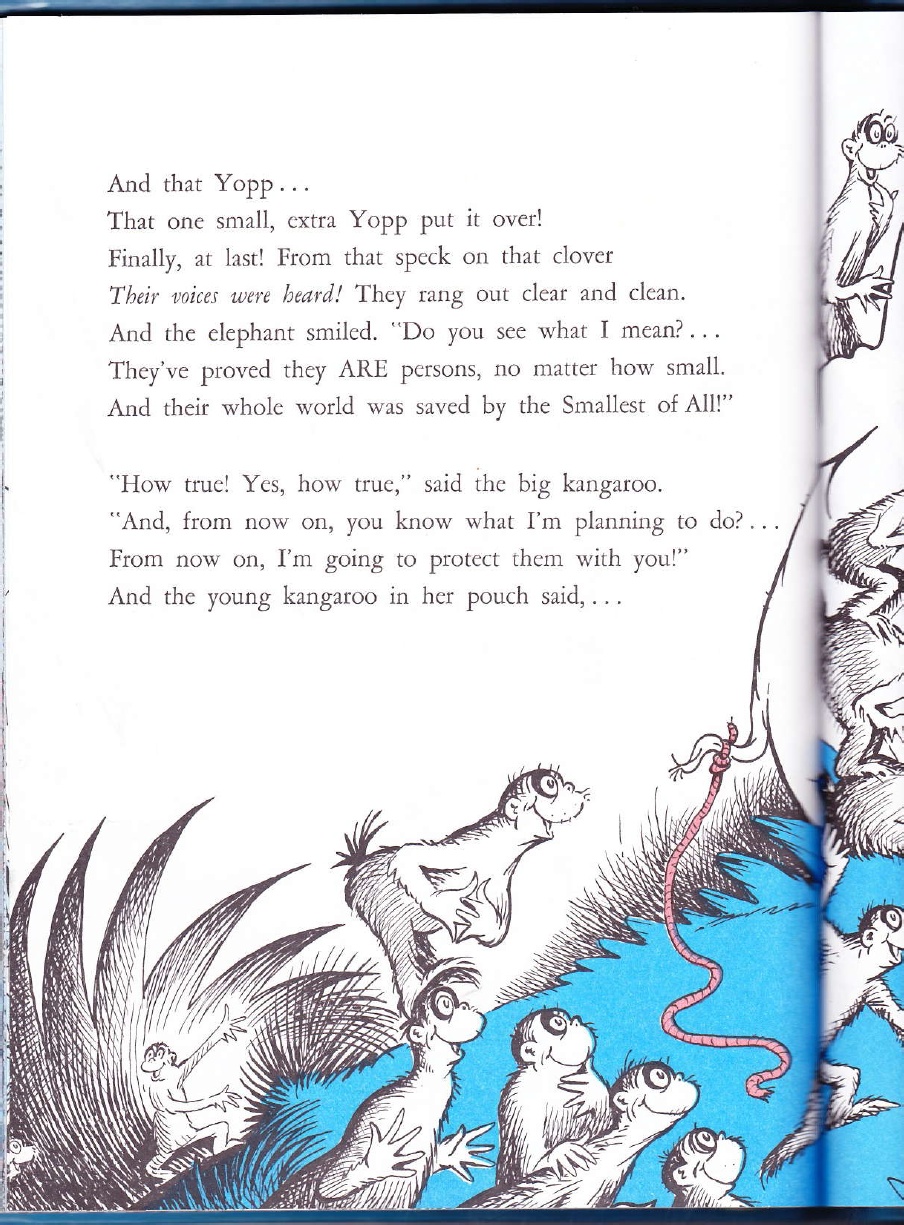 And that Yopp...
That one small, extra Yopp put it over!
Finally, at last! From that speck on that clover
Their voices were heard! They rang out clear and clean.
And the elephant smiled. "Do you see what I mean?...
They've proved they ARE persons, no matter how small.
And their whole world was saved by the Smallest of All!"
"How true! Yes, how true," said the big kangaroo.
"And, from now on, you know what I'm planning to do?...
From now on, I'm going to protect them with you!"
And the young kangaroo in her pouch said,...